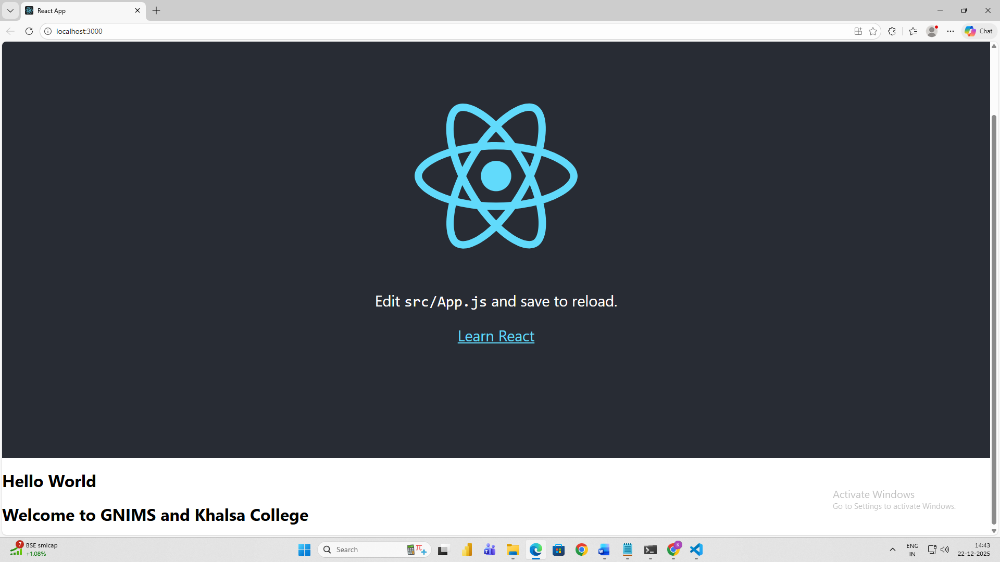 React App
localhost:3000
Chat
Edit src/App.js and save to reload.
Learn React
Hello World
Welcome to GNIMS and Khalsa College
Activate Windows
Go to Settings to activate Windows.
7
BSE smlcap
+1.08%
Search
K
ENG
IN
14:43
22-12-2025